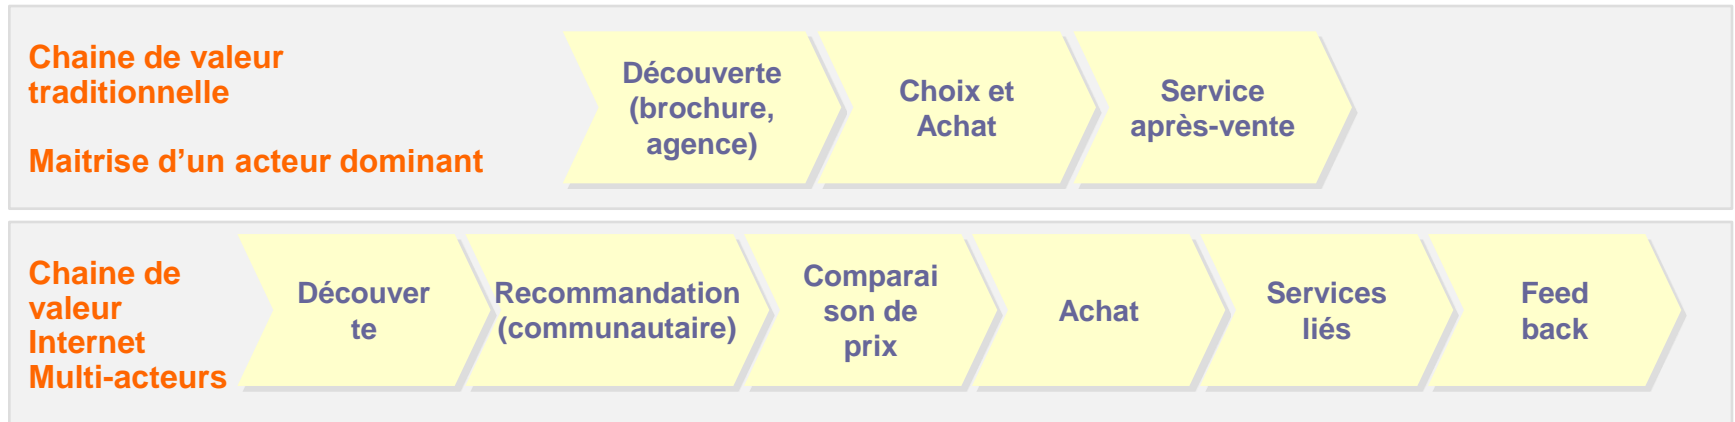 Chaine de valeur
traditionnelle
Maitrise d'un acteur dominant
Découverte
(brochure,
agence)
Choix et
Achat
Service
après-vente
Chaine de
valeur
Internet
Multi-acteurs
Découver
te
Recommandation
(communautaire)
Comparai
son de
prix
Achat
Services
liés
Feed
back